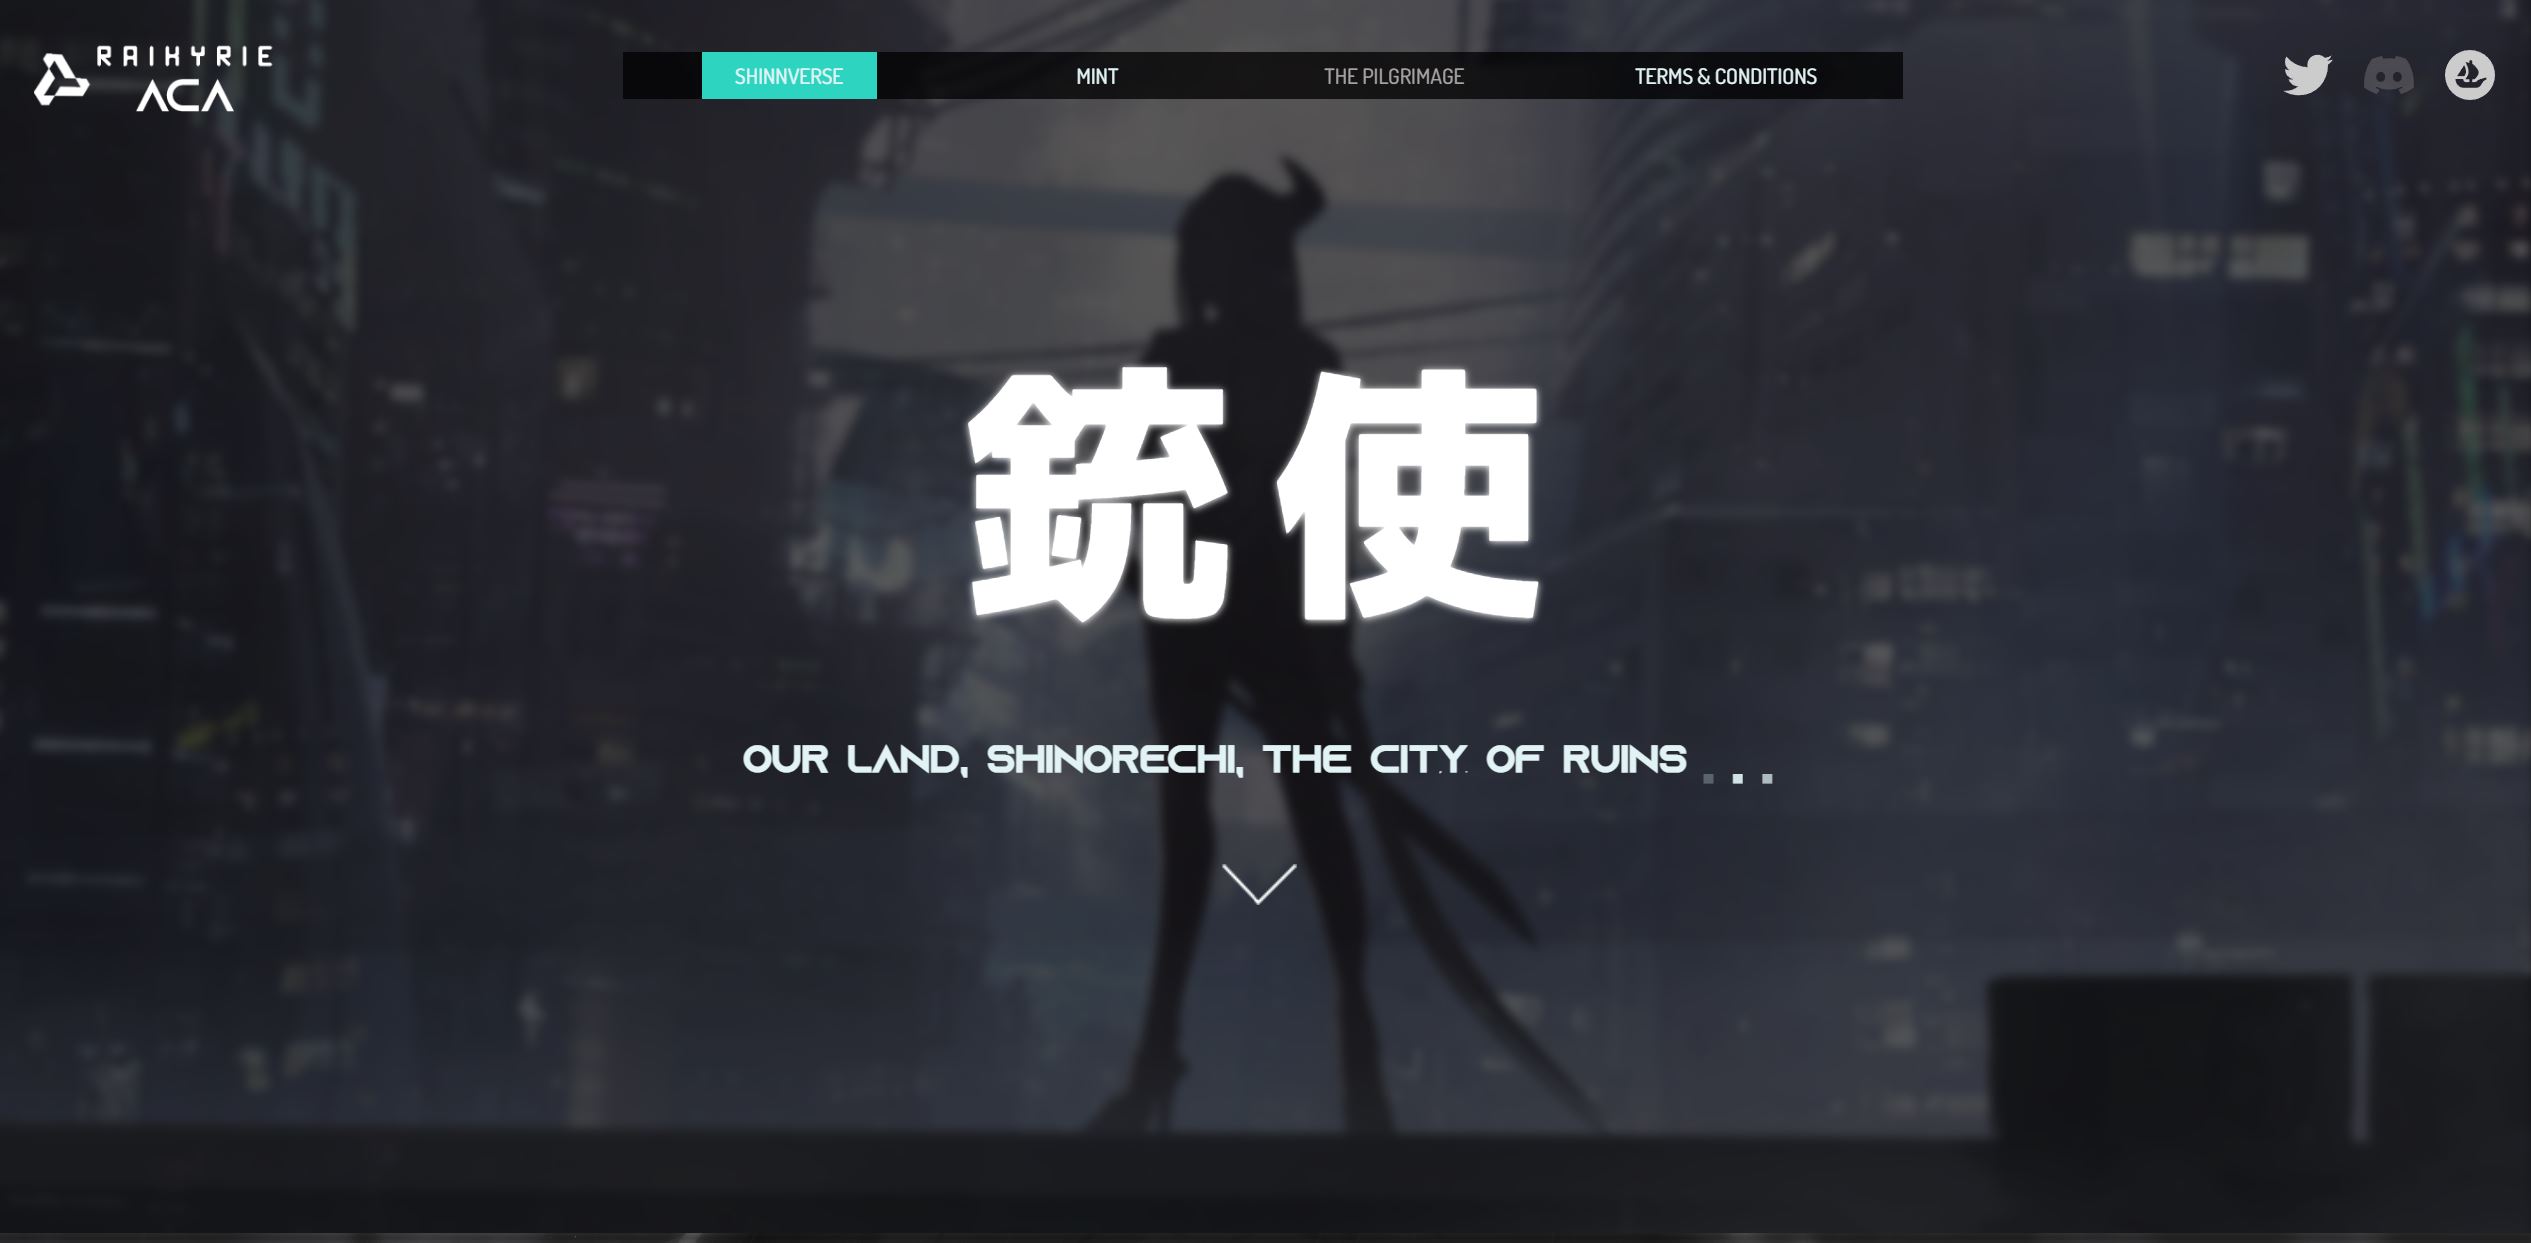 RAIKYRIE
ACA
SHINNVERSE
MINT
THE PILGRIMAGE
TERMS & CONDITIONS
銃使
OUR LAND, SHINORECHI, THE CITY OF RUINS...